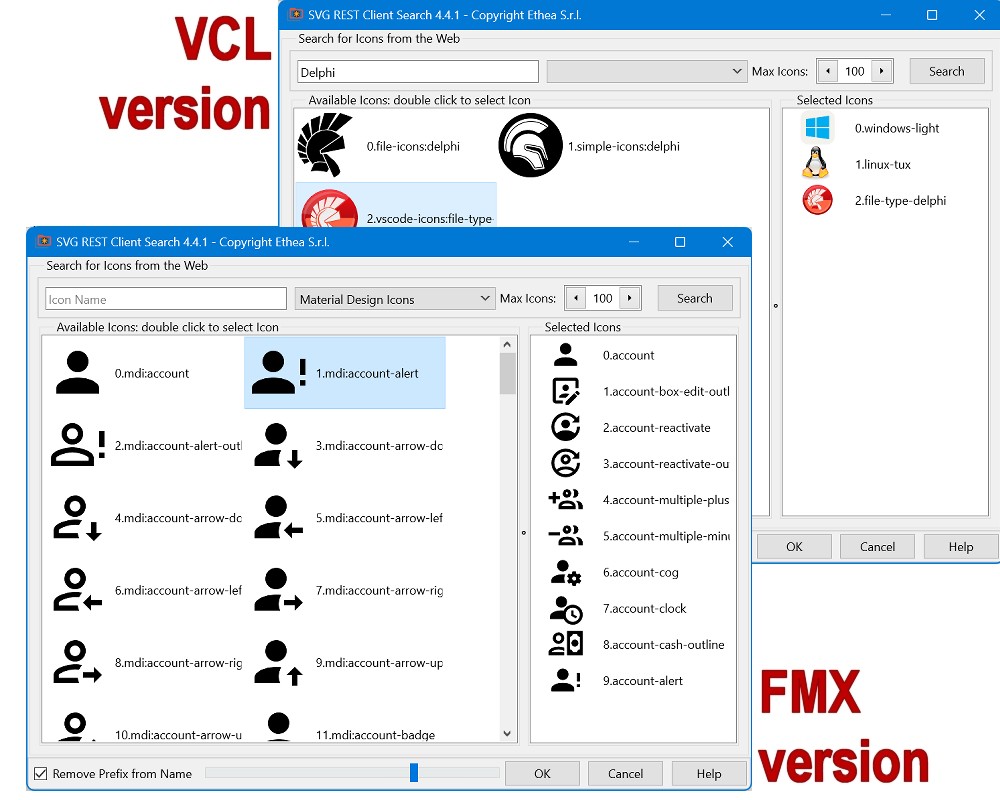 VCL
version
SVG REST Client Search 4.4.1 - Copyright Ethea S.r.l.
Search for Icons from the Web
Delphi
Max Icons:
100
Search
Available Icons: double click to select Icon
Selected Icons
0.file-icons:delphi
1.simple-icons:delphi
2.vscode-icons:file-type-
0.windows-light
1.linux-tux
2.file-type-delphi
OK
Cancel
Help
SVG REST Client Search 4.4.1 - Copyright Ethea S.r.l.
Search for Icons from the Web
Icon Name
Material Design Icons
Max Icons:
100
Search
Available Icons: double click to select Icon
Selected Icons
0.mdi:account
1.mdi:account-alert
2.mdi:account-alert-outl
3.mdi:account-arrow-do
4.mdi:account-arrow-do
5.mdi:account-arrow-left
6.mdi:account-arrow-lef
7.mdi:account-arrow-rig
8.mdi:account-arrow-rig
9.mdi:account-arrow-up
10.mdi:account-arrow-u
11.mdi:account-badge
0.account
1.account-box-edit-outl
2.account-reactivate
3.account-reactivate-ou
4.account-multiple-plus
5.account-multiple-minu
6.account-cog
7.account-clock
8.account-cash-outline
9.account-alert
Remove Prefix from Name
OK
Cancel
Help
FMX
version